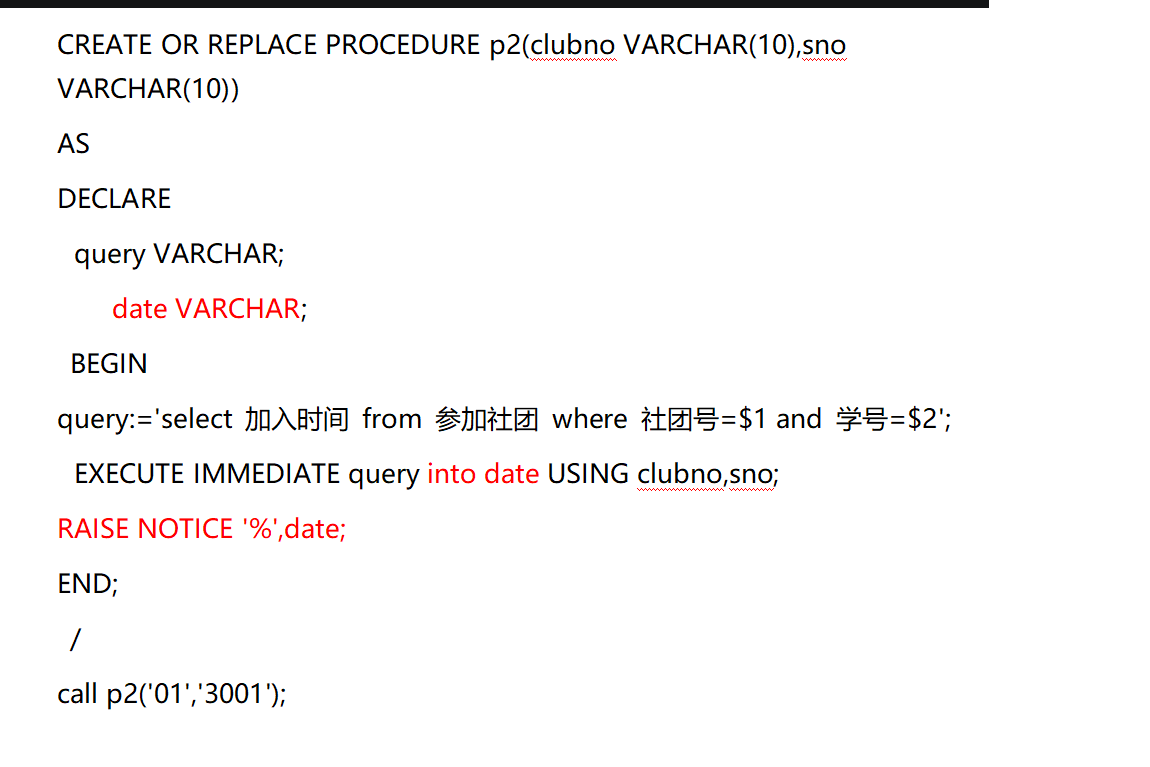 CREATE OR REPLACE PROCEDURE p2(clubno VARCHAR(10),sno
VARCHAR(10))
AS
DECLARE
query VARCHAR;
date VARCHAR;
BEGIN
query:='select 加入时间 from 参加社团 where 社团号=$1 and 学号=$2';
EXECUTE IMMEDIATE query into date USING clubno,sno;
RAISE NOTICE '%',date;
END;
/
call p2('01','3001');